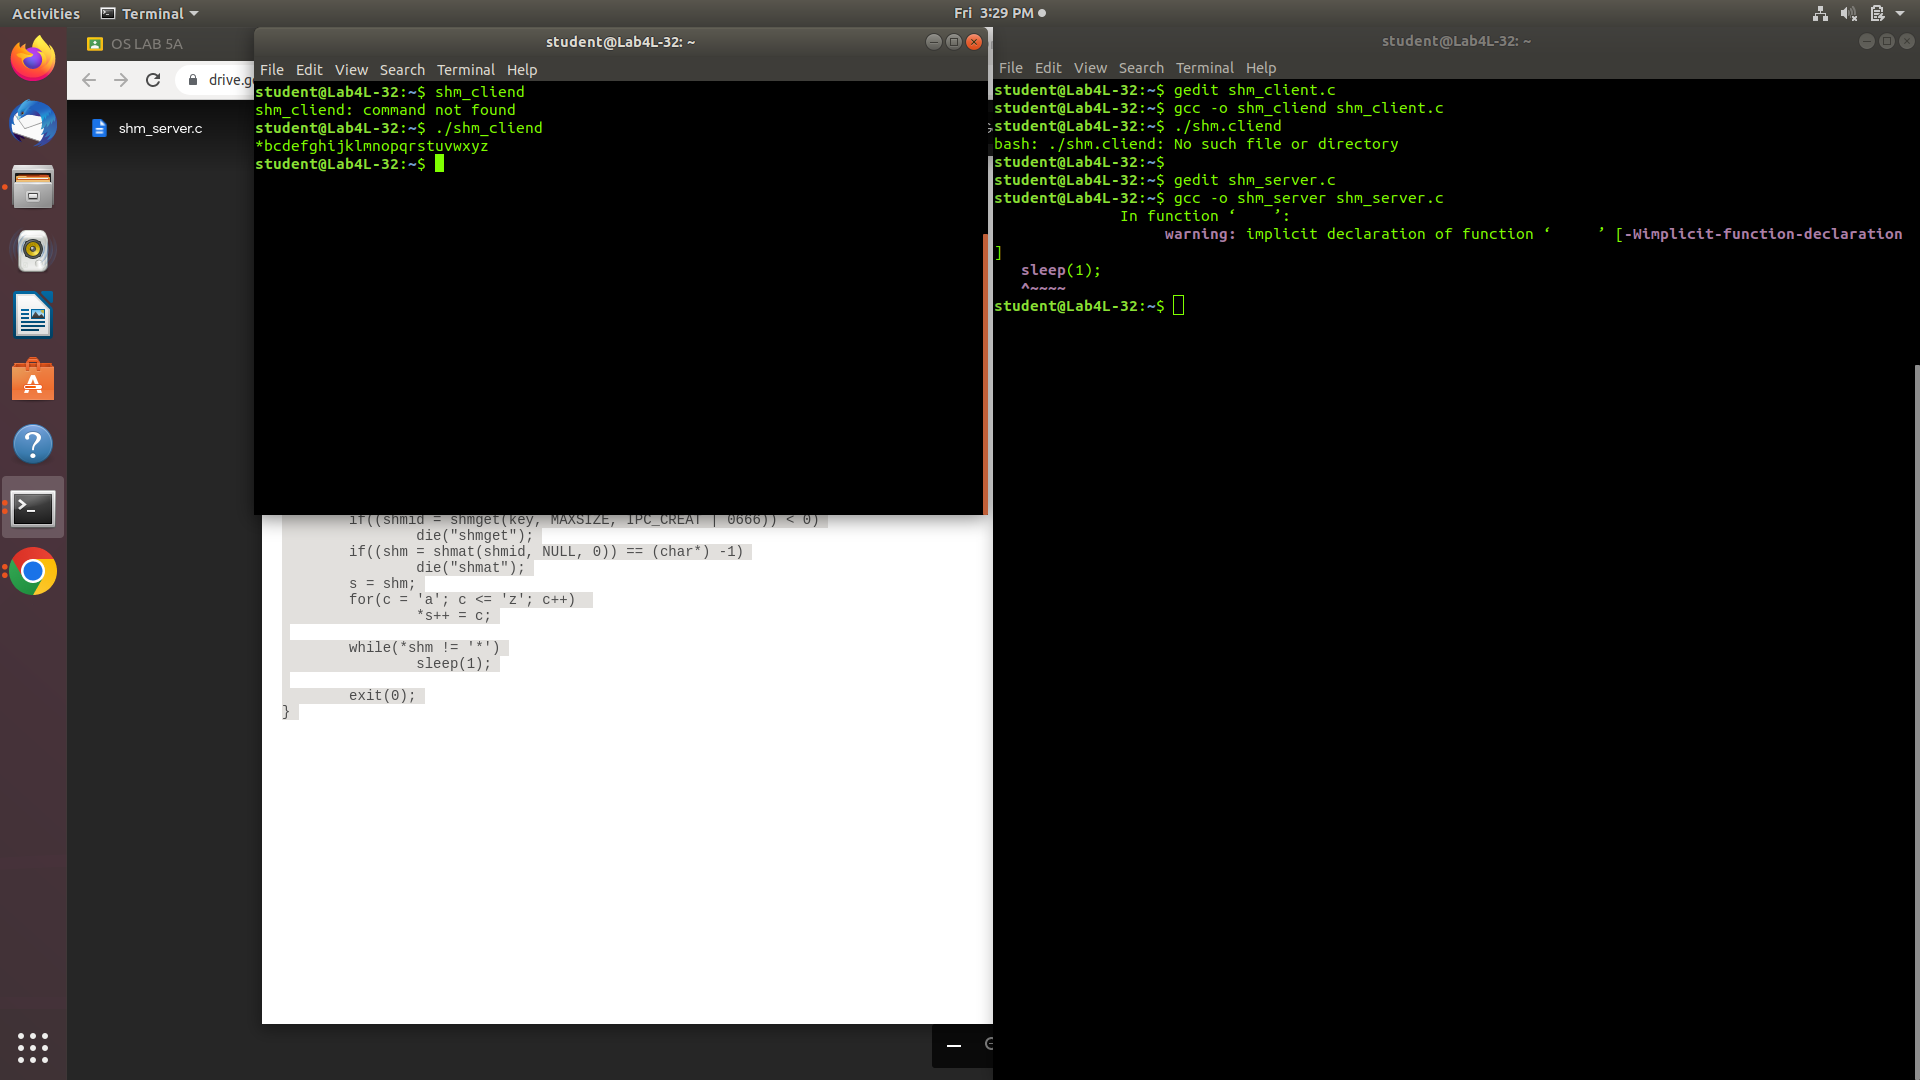 Activities
Terminal
Fri 3:29 PM
OS LAB 5A
drive.g
shm_server.c
student@Lab4L-32: ~
File Edit View Search Terminal Help
student@Lab4L-32:~$ shm_cliend
shm_cliend: command not found
student@Lab4L-32:~$ ./shm_cliend
*bcdefghijklmnopqrstuvwxyz
student@Lab4L-32:~$
if((shmid = shmget(key, MAXSIZE, IPC_CREAT | 0666)) < 0)
die("shmget");
if((shm = shmat(shmid, NULL, 0)) == (char*) -1)
die("shmat");
s = shm;
for(c = 'a'; c <= 'z'; c++)
*s++ = c;
while(*shm != '*')
sleep(1);
exit(0);
}
student@Lab4L-32: ~
File Edit View Search Terminal Help
student@Lab4L-32:~$ gedit shm_client.c
student@Lab4L-32:~$ gcc -o shm_cliend shm_client.c
student@Lab4L-32:~$ ./shm.cliend
bash: ./shm.cliend: No such file or directory
student@Lab4L-32:~$
student@Lab4L-32:~$ gedit shm_server.c
student@Lab4L-32:~$ gcc -o shm_server shm_server.c
In function ‘    ’:
warning: implicit declaration of function ‘     ’ [-Wimplicit-function-declaration
]
sleep(1);
^~~~~
student@Lab4L-32:~$